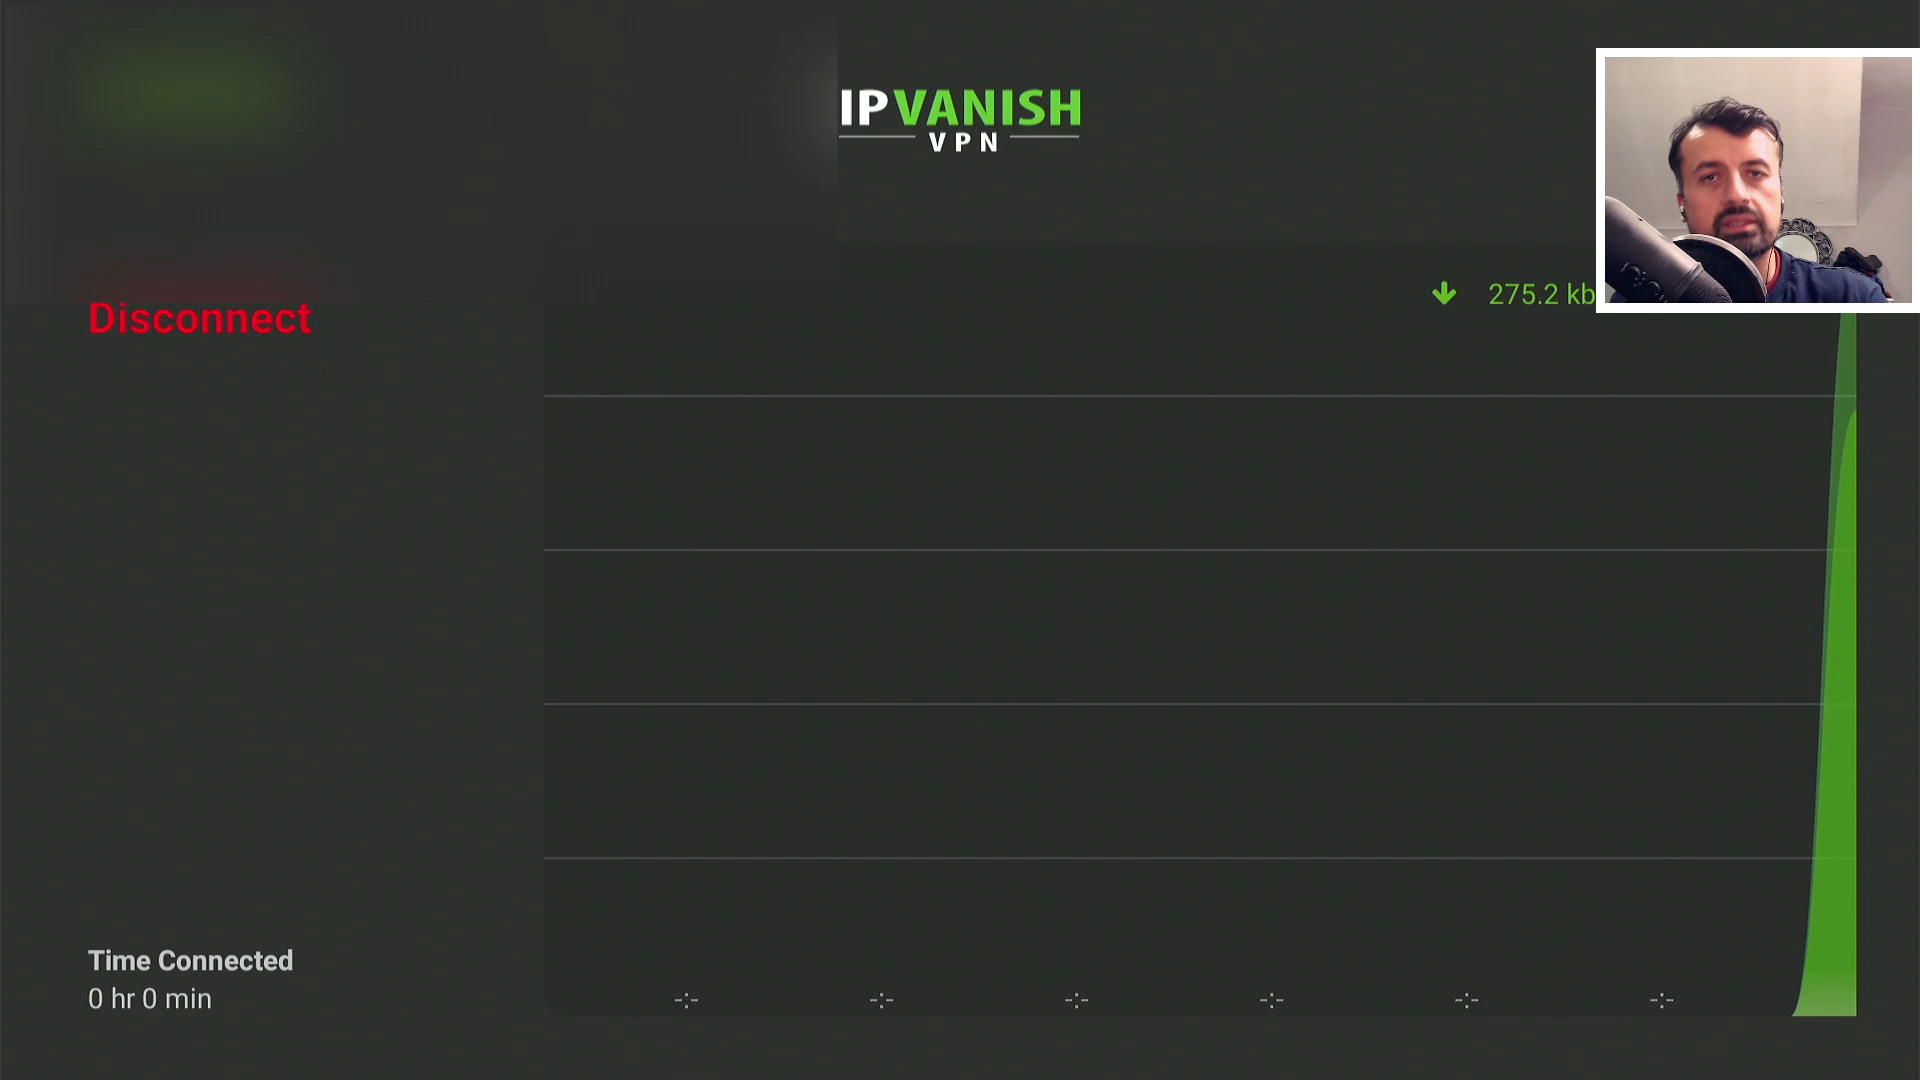 IPVANISH
VPN
275.2 kb
Disconnect
Time Connected
0 hr 0 min
-:- -:- -:- -:- -:- -:-